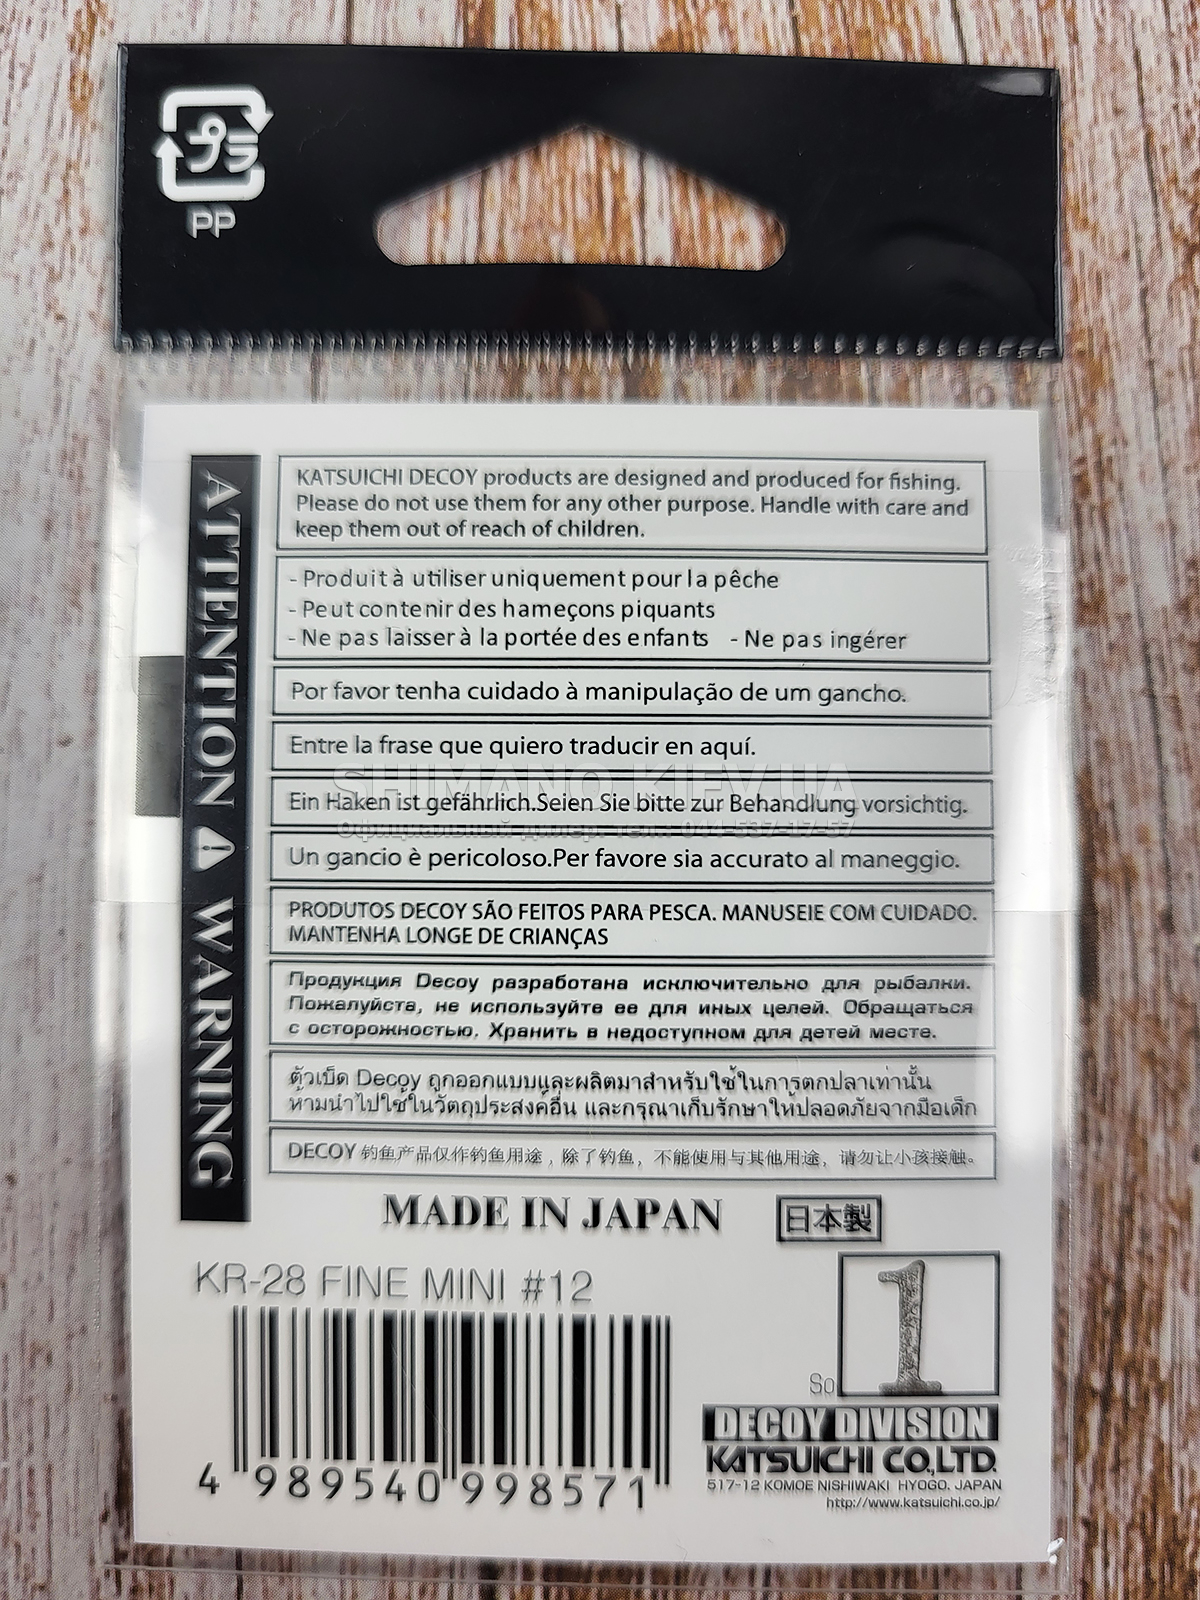 プラ
PP
ATTENTION ! WARNING
KATSUICHI DECOY products are designed and produced for fishing.
Please do not use them for any other purpose. Handle with care and
keep them out of reach of children.
- Produit à utiliser uniquement pour la pêche
- Peut contenir des hameçons piquants
- Ne pas laisser à la portée des enfants - Ne pas ingérer
Por favor tenha cuidado à manipulação de um gancho.
Entre la frase que quiero traducir en aquí.
SHIMANO.KIEV.UA
Ein Haken ist gefährlich.Seien Sie bitte zur Behandlung vorsichtig.
Официальный дилер. тел.: 044-537-17-57
Un gancio è pericoloso.Per favore sia accurato al maneggio.
PRODUTOS DECOY SÃO FEITOS PARA PESCA. MANUSEIE COM CUIDADO.
MANTENHA LONGE DE CRIANÇAS
Продукция Decoy разработана исключительно для рыбалки.
Пожалуйста, не используйте ее для иных целей. Обращаться
с осторожностью. Хранить в недоступном для детей месте.
ตัวเบ็ด Decoy ถูกออกแบบและผลิตมาสำหรับใช้ในการตกปลาเท่านั้น
ห้ามนำไปใช้ในวัตถุประสงค์อื่น และกรุณาเก็บรักษาให้ปลอดภัยจากมือเด็ก
DECOY 钓鱼产品仅作钓鱼用途，除了钓鱼，不能使用与其他用途，请勿让小孩接触。
MADE IN JAPAN 日本製
KR-28 FINE MINI #12
So 1
4 989540 998571
DECOY DIVISION
KATSUICHI CO.,LTD.
517-12 KOMOE NISHIWAKI HYOGO. JAPAN
http://www.katsuichi.co.jp/